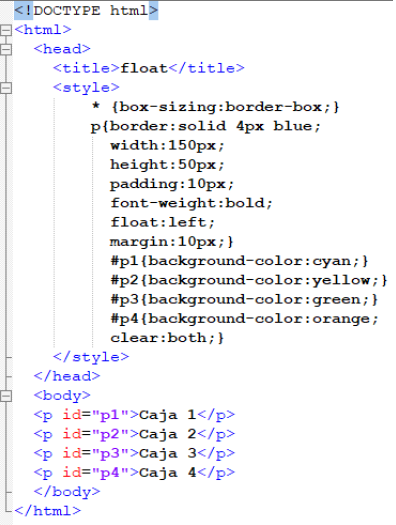 <!DOCTYPE html>
<html>
<head>
<title>float</title>
<style>
* {box-sizing:border-box;}
p{border:solid 4px blue;
width:150px;
height:50px;
padding:10px;
font-weight:bold;
float:left;
margin:10px;}
#p1{background-color:cyan;}
#p2{background-color:yellow;}
#p3{background-color:green;}
#p4{background-color:orange;
clear:both;}
</style>
</head>
<body>
<p id="p1">Caja 1</p>
<p id="p2">Caja 2</p>
<p id="p3">Caja 3</p>
<p id="p4">Caja 4</p>
</body>
</html>